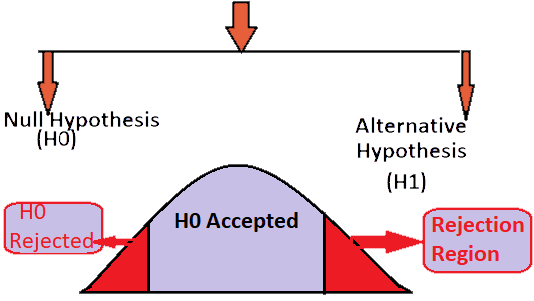 Null Hypothesis
(H0)
Alternative
Hypothesis
(H1)
H0
Rejected
H0 Accepted
Rejection
Region